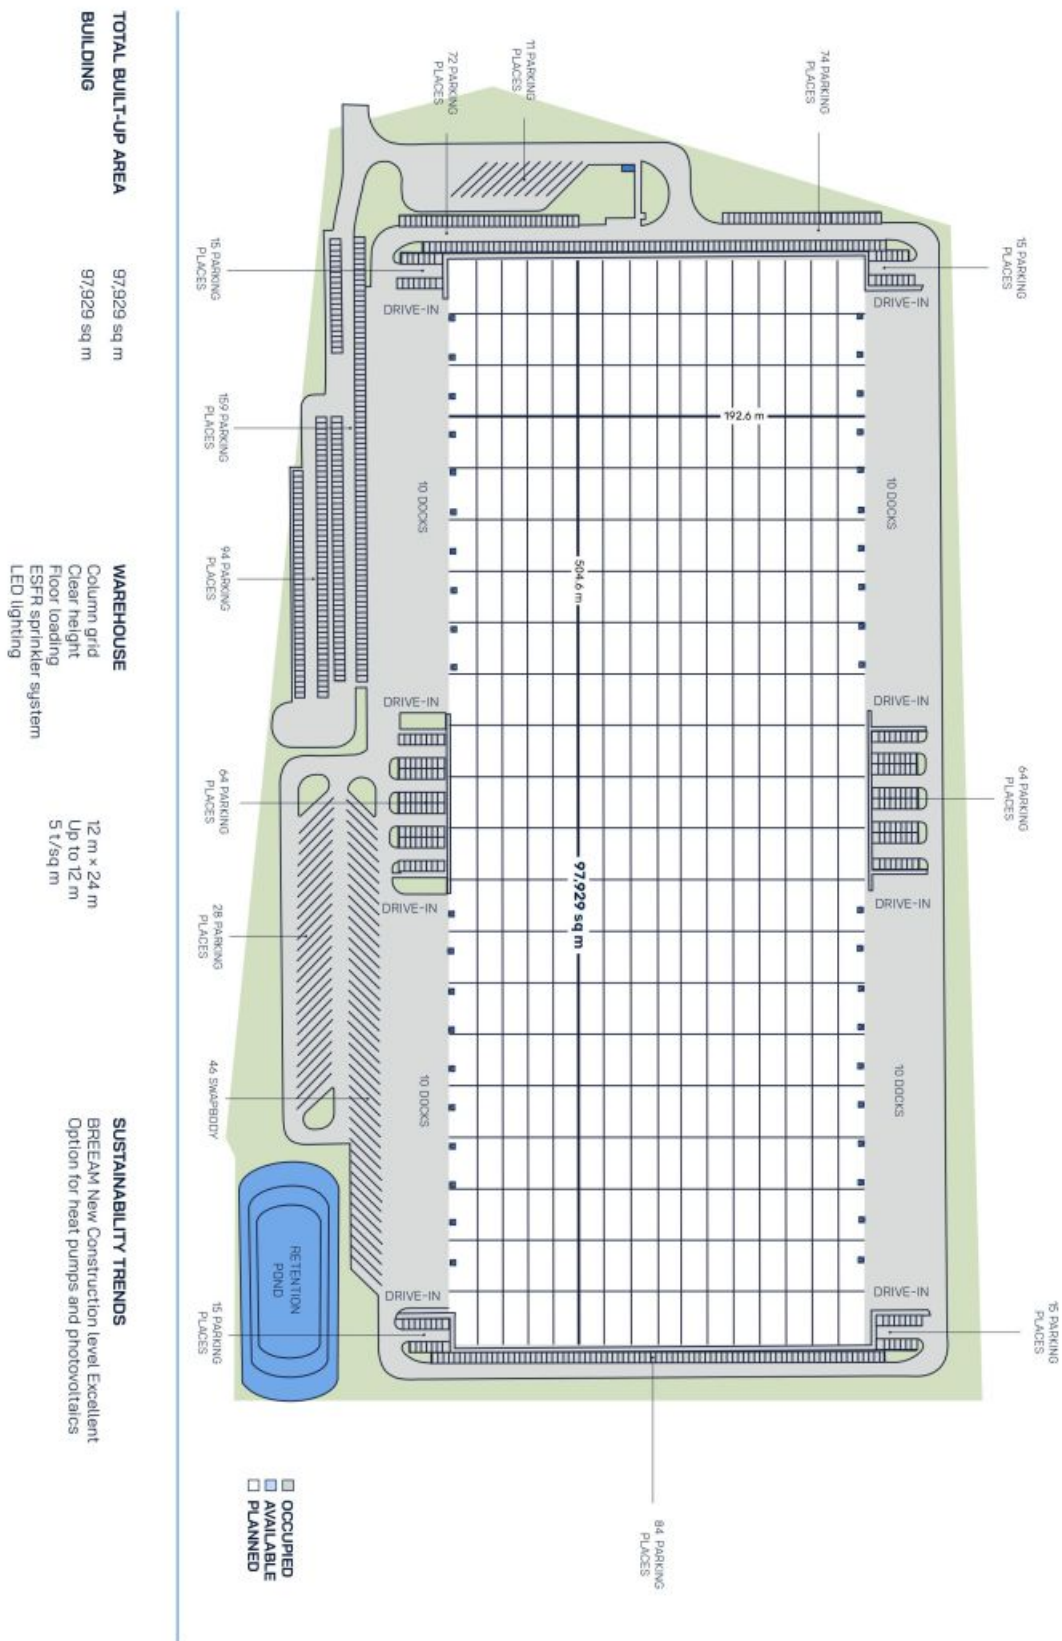 74 PARKING
PLACES
11 PARKING
PLACES
72 PARKING
PLACES
15 PARKING
PLACES
15 PARKING
PLACES
DRIVE-IN
DRIVE-IN
192.6 m
159 PARKING
PLACES
10 DOCKS
10 DOCKS
504.6 m
94 PARKING
PLACES
DRIVE-IN
DRIVE-IN
64 PARKING
PLACES
64 PARKING
PLADES
DRIVE-IN
DRIVE-IN
97,929 sq m
28 PARKING
PLACES
46 SWAPBODY
10 DOCKS
10 DOCKS
RETENTION
POND
DRIVE-IN
DRIVE-IN
15 PARKING
PLACES
15 PARKING
PLACES
84 PARKING
PLACES
OCCUPIED
AVAILABLE
PLANNED
TOTAL BUILT-UP AREA 97,929 sq m
BUILDING 97,929 sq m
WAREHOUSE
Column grid 12 m × 24 m
Clear height Up to 12 m
Floor loading 5 t/sq m
ESFR sprinkler system
LED lighting
SUSTAINABILITY TRENDS
BREEAM New Construction level Excellent
Option for heat pumps and photovoltaics